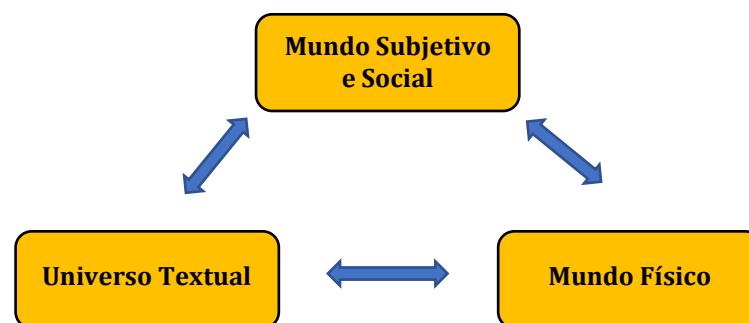 Mundo Subjetivo
e Social
Universo Textual
Mundo Físico